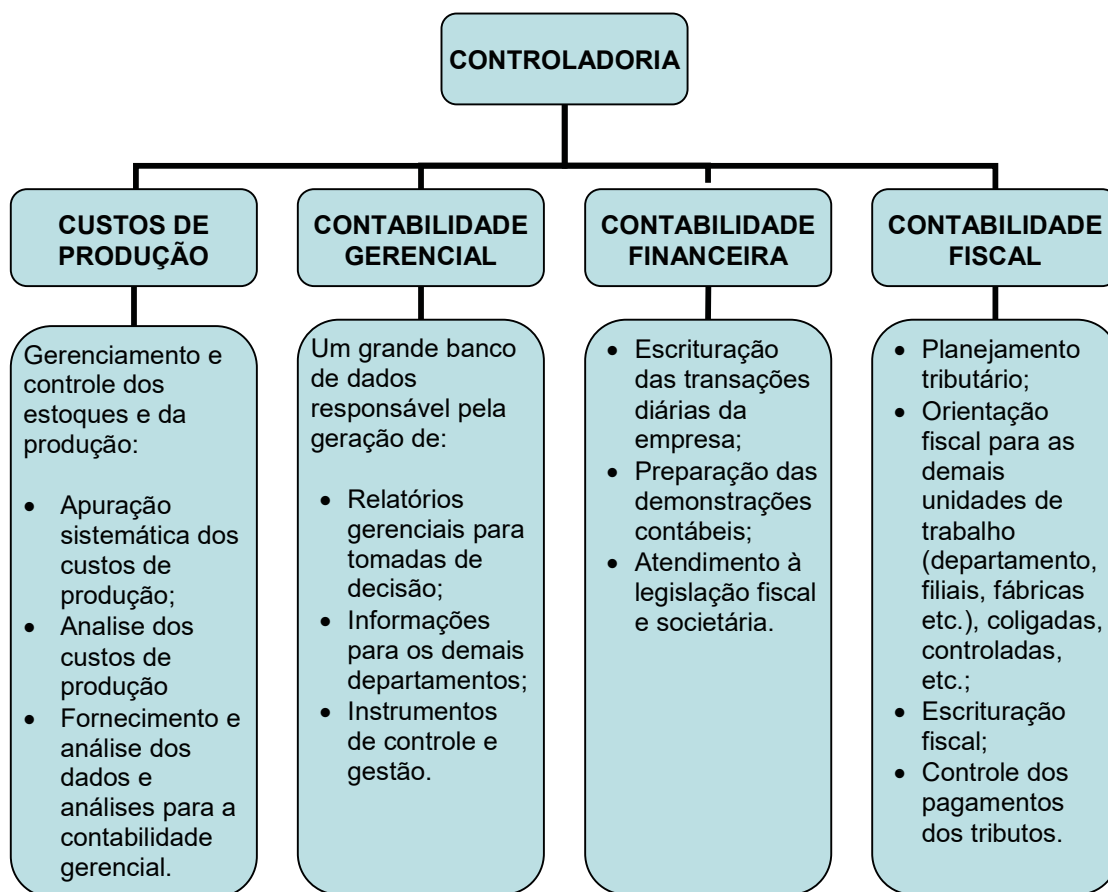 CONTROLADORIA
CUSTOS DE
PRODUÇÃO
CONTABILIDADE
GERENCIAL
CONTABILIDADE
FINANCEIRA
CONTABILIDADE
FISCAL
Gerenciamento e
controle dos
estoques e da
produção:
• Apuração
sistemática dos
custos de
produção;
• Analise dos
custos de
produção
• Fornecimento e
análise dos
dados e
análises para a
contabilidade
gerencial.
Um grande banco
de dados
responsável pela
geração de:
• Relatórios
gerenciais para
tomadas de
decisão;
• Informações
para os demais
departamentos;
• Instrumentos
de controle e
gestão.
• Escrituração
das transações
diárias da
empresa;
• Preparação das
demonstrações
contábeis;
• Atendimento à
legislação fiscal
e societária.
• Planejamento
tributário;
• Orientação
fiscal para as
demais
unidades de
trabalho
(departamento,
filiais, fábricas
etc.), coligadas,
controladas,
etc.;
• Escrituração
fiscal;
• Controle dos
pagamentos
dos tributos.